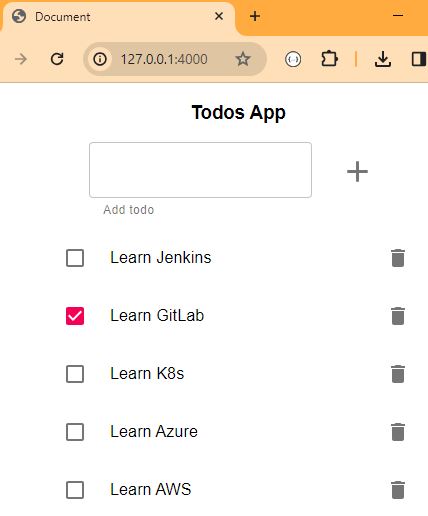 Document
127.0.0.1:4000
Todos App
Add todo
Learn Jenkins
Learn GitLab
Learn K8s
Learn Azure
Learn AWS